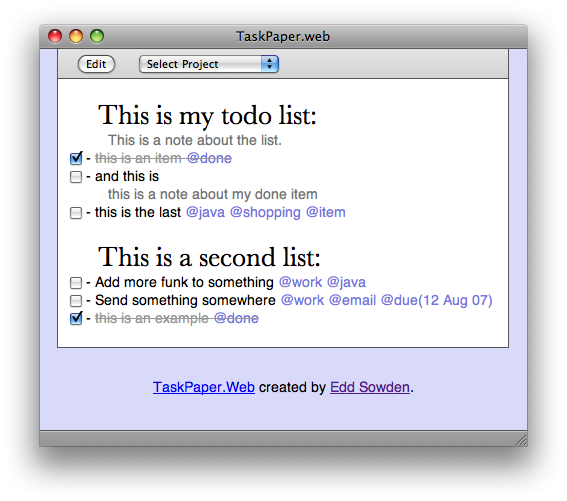 TaskPaper.web
Edit Select Project
This is my todo list:
This is a note about the list.
- this is an item @done
- and this is
this is a note about my done item
- this is the last @java @shopping @item
This is a second list:
- Add more funk to something @work @java
- Send something somewhere @work @email @due(12 Aug 07)
- this is an example @done
TaskPaper.Web created by Edd Sowden.